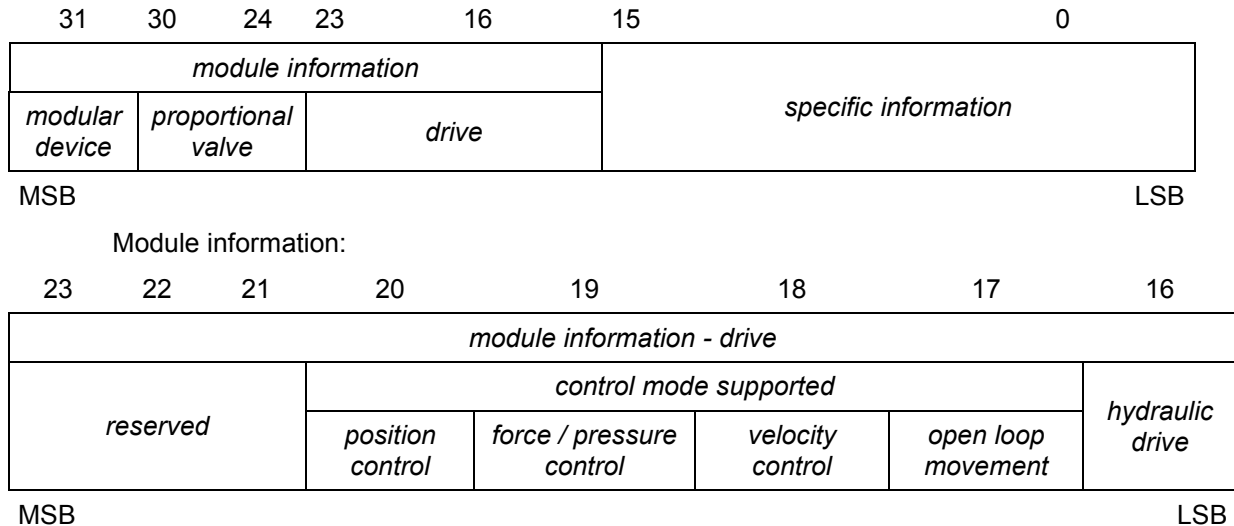 31 30 24 23 16 15 0
module information
specific information
modular
device
proportional
valve
drive
MSB LSB
Module information:
23 22 21 20 19 18 17 16
module information - drive
reserved
control mode supported
hydraulic
drive
position
control
force / pressure
control
velocity
control
open loop
movement
MSB LSB